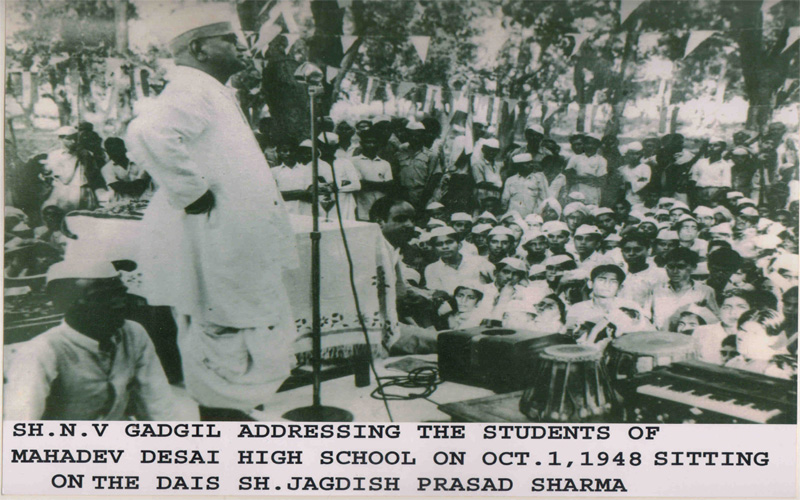 SH.N.V GADGIL ADDRESSING THE STUDENTS OF
MAHADEV DESAI HIGH SCHOOL ON OCT.1,1948 SITTING
ON THE DAIS SH.JAGDISH PRASAD SHARMA